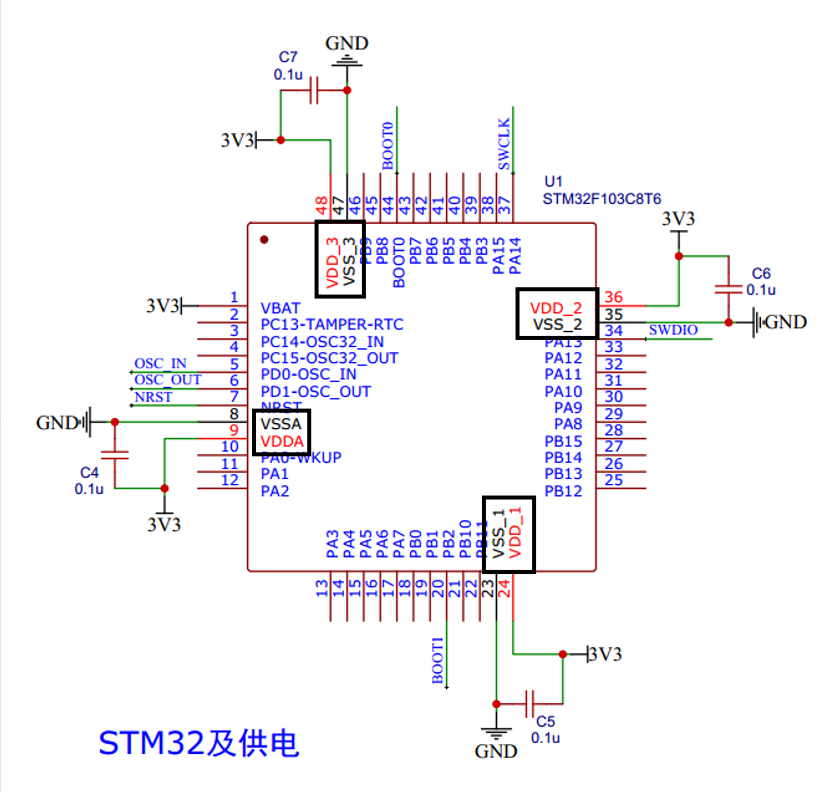 GND
C7
0.1u
3V3
BOOT0
SWCLK
U1
STM32F103C8T6
48
47
46
45
44
43
42
41
40
39
38
37
VDD_3
VSS_3
PB9
PB8
BOOT0
PB7
PB6
PB5
PB4
PB3
PA15
PA14
3V3
C6
0.1u
GND
36
35
34
33
32
31
30
29
28
27
26
25
SWDIO
VDD_2
VSS_2
PA13
PA12
PA11
PA10
PA9
PA8
PB15
PB14
PB13
PB12
3V3
OSC_IN
OSC_OUT
NRST
GND
C4
0.1u
3V3
1
2
3
4
5
6
7
8
9
10
11
12
VBAT
PC13-TAMPER-RTC
PC14-OSC32_IN
PC15-OSC32_OUT
PD0-OSC_IN
PD1-OSC_OUT
NRST
VSSA
VDDA
PA0-WKUP
PA1
PA2
PA3
PA4
PA5
PA6
PA7
PB0
PB1
PB2
PB10
PB11
VSS_1
VDD_1
13
14
15
16
17
18
19
20
21
22
23
24
BOOT1
3V3
C5
0.1u
GND
STM32及供电